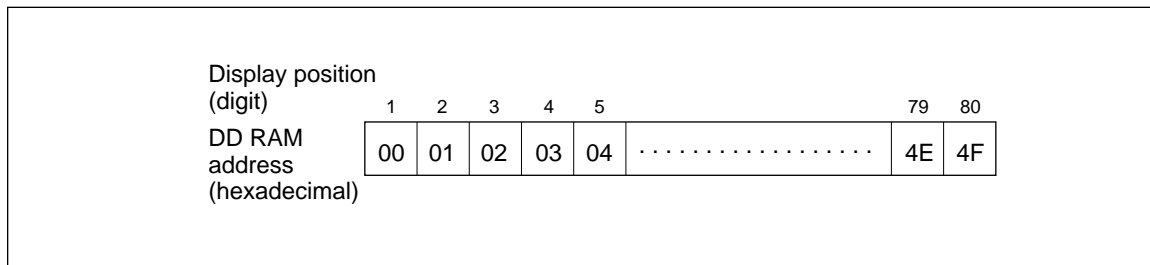 Display position
(digit)
1 2 3 4 5 79 80
DD RAM
address
(hexadecimal)
00 01 02 03 04 · · · · · · · · · · · · · · · · · · 4E 4F